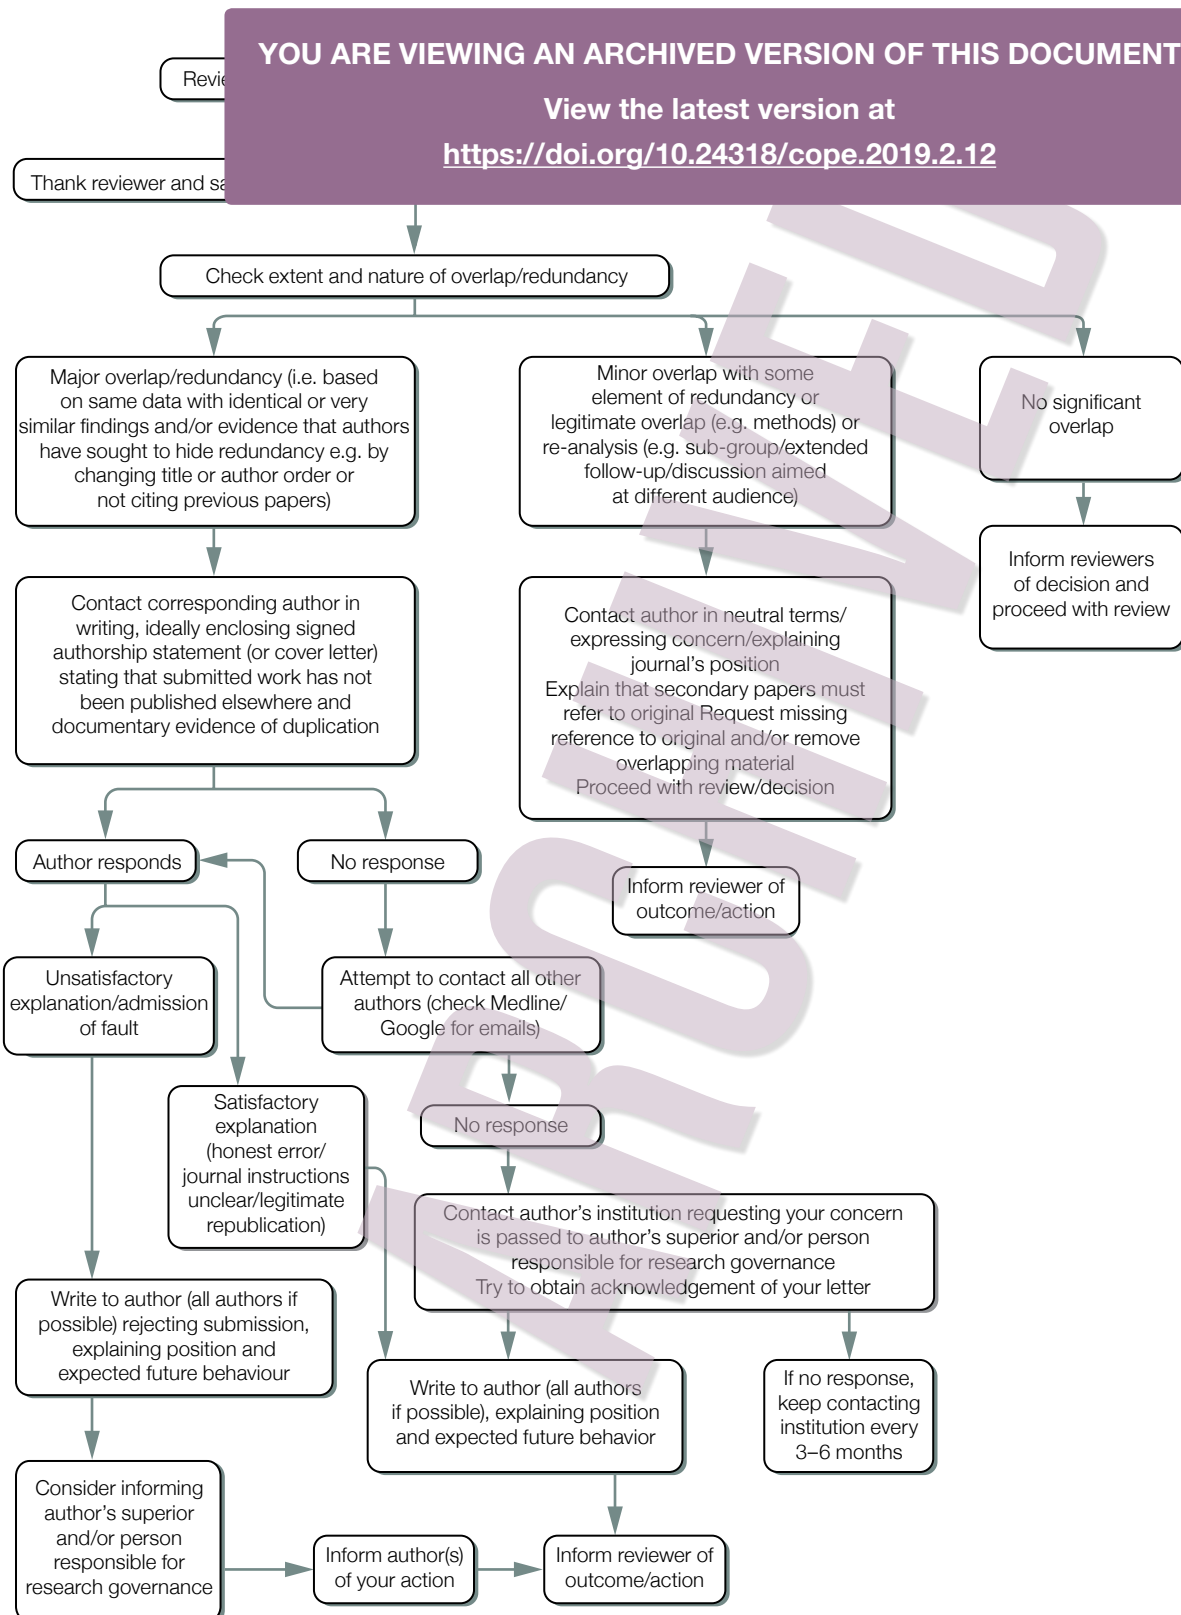 YOU ARE VIEWING AN ARCHIVED VERSION OF THIS DOCUMENT
View the latest version at
https://doi.org/10.24318/cope.2019.2.12
Thank reviewer and
Check extent and nature of overlap/redundancy
Major overlap/redundancy (i.e. based
on same data with identical or very
similar findings and/or evidence that authors
have sought to hide redundancy e.g. by
changing title or author order or
not citing previous papers)
Minor overlap with some
element of redundancy or
legitimate overlap (e.g. methods) or
re-analysis (e.g. sub-group/extended
follow-up/discussion aimed
at different audience)
No significant
overlap
Contact corresponding author in
writing, ideally enclosing signed
authorship statement (or cover letter)
stating that submitted work has not
been published elsewhere and
documentary evidence of duplication
Contact author in neutral terms/
expressing concern/explaining
journal's position
Explain that secondary papers must
refer to original Request missing
reference to original and/or remove
overlapping material
Proceed with review/decision
Inform reviewers
of decision and
proceed with review
Author responds
No response
Inform reviewer of
outcome/action
Unsatisfactory
explanation/admission
of fault
Attempt to contact all other
authors (check Medline/
Google for emails)
Satisfactory
explanation
(honest error/
journal instructions
unclear/legitimate
republication)
No response
Contact author's institution requesting your concern
is passed to author's superior and/or person
responsible for research governance
Try to obtain acknowledgement of your letter
Write to author (all authors if
possible) rejecting submission,
explaining position and
expected future behaviour
Write to author (all authors
if possible), explaining position
and expected future behavior
If no response,
keep contacting
institution every
3–6 months
Consider informing
author's superior
and/or person
responsible for
research governance
Inform author(s)
of your action
Inform reviewer of
outcome/action
ARCHIVED